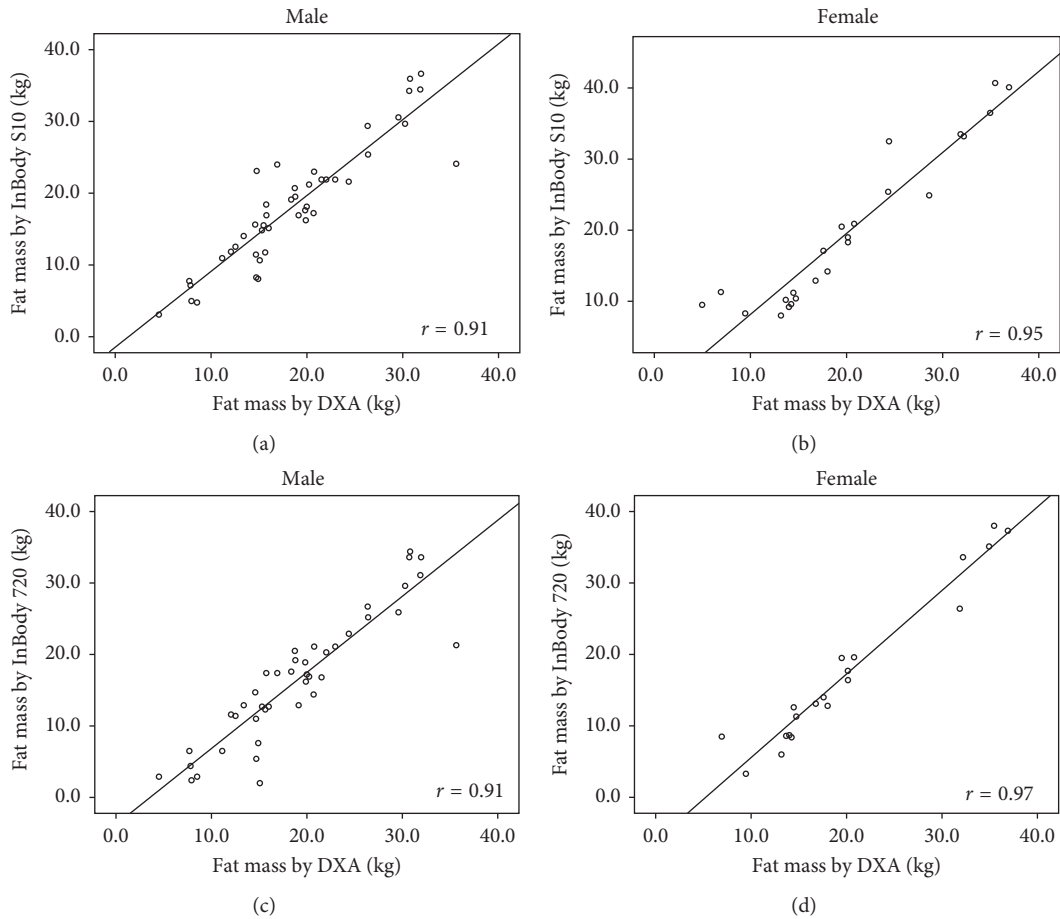 Male
Fat mass by InBody S10 (kg)
40.0
30.0
20.0
10.0
0.0
r = 0.91
0.0 10.0 20.0 30.0 40.0
Fat mass by DXA (kg)
(a)
Female
Fat mass by InBody S10 (kg)
40.0
30.0
20.0
10.0
r = 0.95
0.0 10.0 20.0 30.0 40.0
Fat mass by DXA (kg)
(b)
Male
Fat mass by InBody 720 (kg)
40.0
30.0
20.0
10.0
0.0
r = 0.91
0.0 10.0 20.0 30.0 40.0
Fat mass by DXA (kg)
(c)
Female
Fat mass by InBody 720 (kg)
40.0
30.0
20.0
10.0
0.0
r = 0.97
0.0 10.0 20.0 30.0 40.0
Fat mass by DXA (kg)
(d)